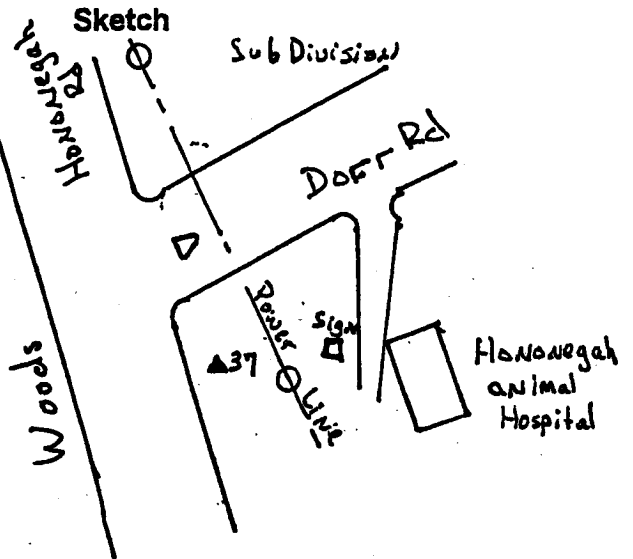 Sketch
Hononegah
Rd
Sub Division
Dorr Rd
Power
Line
Sign
37
Hononegah
animal
Hospital
Woods